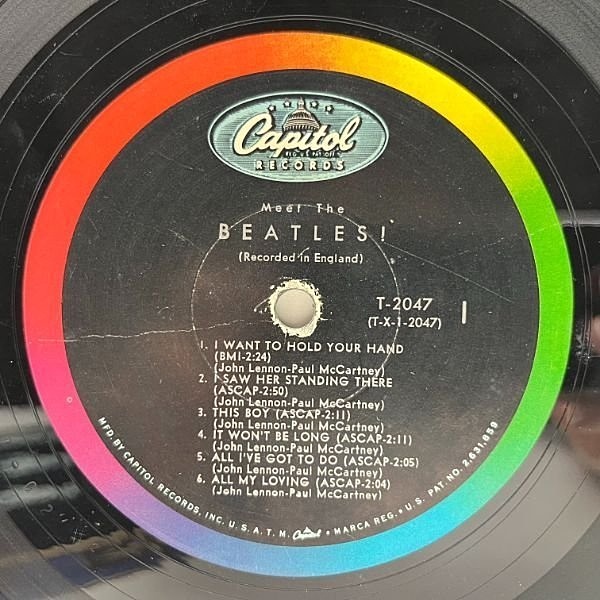 Capitol
REG. U.S. PAT. OFF.
RECORDS
Meet The
BEATLES!
(Recorded in England)
T-2047
(T-X-1-2047)
1
1. I WANT TO HOLD YOUR HAND
(BMI-2:24)
(John Lennon-Paul McCartney)
2. I SAW HER STANDING THERE
(ASCAP-2:50)
(John Lennon-Paul McCartney)
3. THIS BOY (ASCAP-2:11)
(John Lennon-Paul McCartney)
4. IT WON'T BE LONG (ASCAP-2:11)
(John Lennon-Paul McCartney)
5. ALL I'VE GOT TO DO (ASCAP-2:05)
(John Lennon-Paul McCartney)
6. ALL MY LOVING (ASCAP-2:04)
(John Lennon-Paul McCartney)
MFD. BY CAPITOL RECORDS, INC. U.S.A. T.M. Capitol MARCA REG. • U.S. PAT. NO. 2,631,859